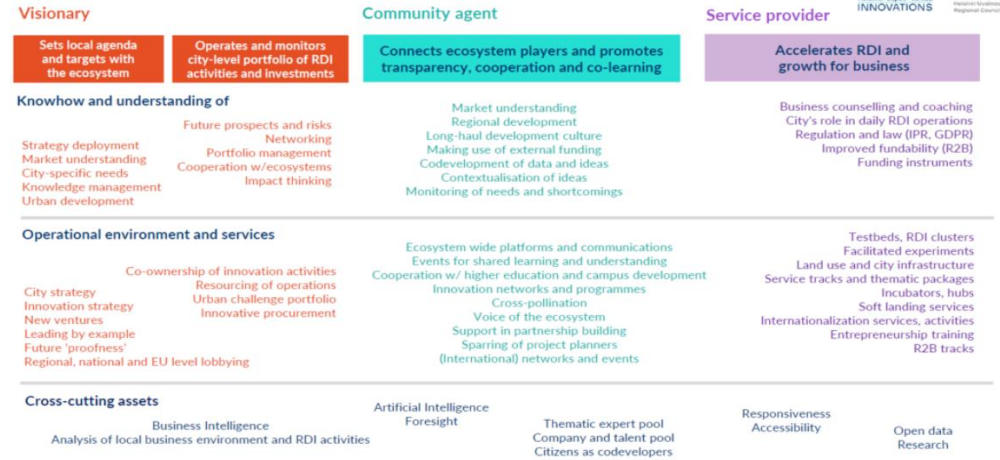 Visionary
Community agent
Service provider
INNOVATIONS
Regional Council
Sets local agenda
and targets with
the ecosystem
Operates and monitors
city-level portfolio of RDI
activities and investments
Connects ecosystem players and promotes
transparency, cooperation and co-learning
Accelerates RDI and
growth for business
Knowhow and understanding of
Strategy deployment
Market understanding
City-specific needs
Knowledge management
Urban development
Future prospects and risks
Networking
Portfolio management
Cooperation w/ecosystems
Impact thinking
Market understanding
Regional development
Long-haul development culture
Making use of external funding
Codevelopment of data and ideas
Contextualisation of ideas
Monitoring of needs and shortcomings
Business counselling and coaching
City's role in daily RDI operations
Regulation and law (IPR, GDPR)
Improved fundability (R2B)
Funding instruments
Operational environment and services
City strategy
Innovation strategy
New ventures
Leading by example
Future 'proofness'
Regional, national and EU level lobbying
Co-ownership of innovation activities
Resourcing of operations
Urban challenge portfolio
Innovative procurement
Ecosystem wide platforms and communications
Events for shared learning and understanding
Cooperation w/ higher education and campus development
Innovation networks and programmes
Cross-pollination
Voice of the ecosystem
Support in partnership building
Sparring of project planners
(International) networks and events
Testbeds, RDI clusters
Facilitated experiments
Land use and city infrastructure
Service tracks and thematic packages
Incubators, hubs
Soft landing services
Internationalization services, activities
Entrepreneurship training
R2B tracks
Cross-cutting assets
Business Intelligence
Analysis of local business environment and RDI activities
Artificial Intelligence
Foresight
Thematic expert pool
Company and talent pool
Citizens as codevelopers
Responsiveness
Accessibility
Open data
Research